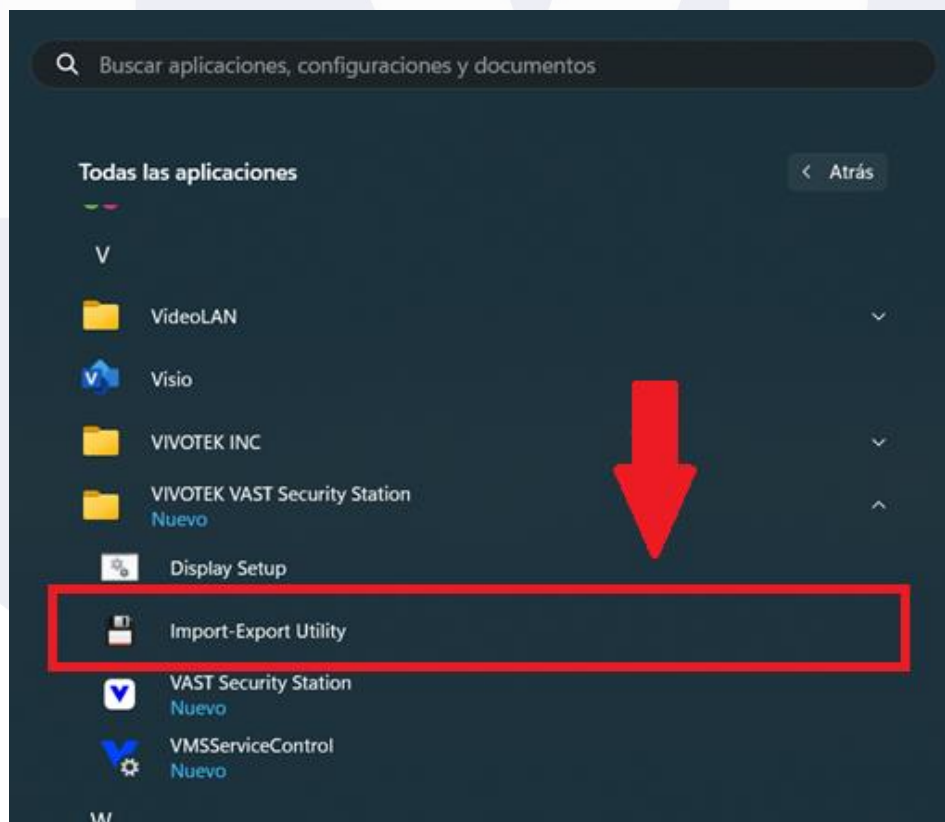 Buscar aplicaciones, configuraciones y documentos
Todas las aplicaciones
Atrás
V
VideoLAN
Visio
VIVOTEK INC
VIVOTEK VAST Security Station
Nuevo
Display Setup
Import-Export Utility
VAST Security Station
Nuevo
VMSServiceControl
Nuevo
W